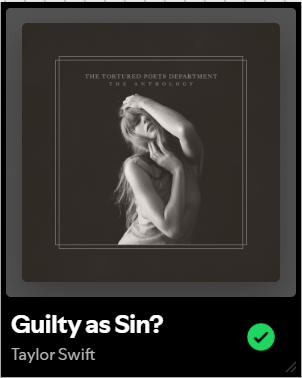 THE TORTURED POETS DEPARTMENT
THE ANTHOLOGY
Guilty as Sin?
Taylor Swift